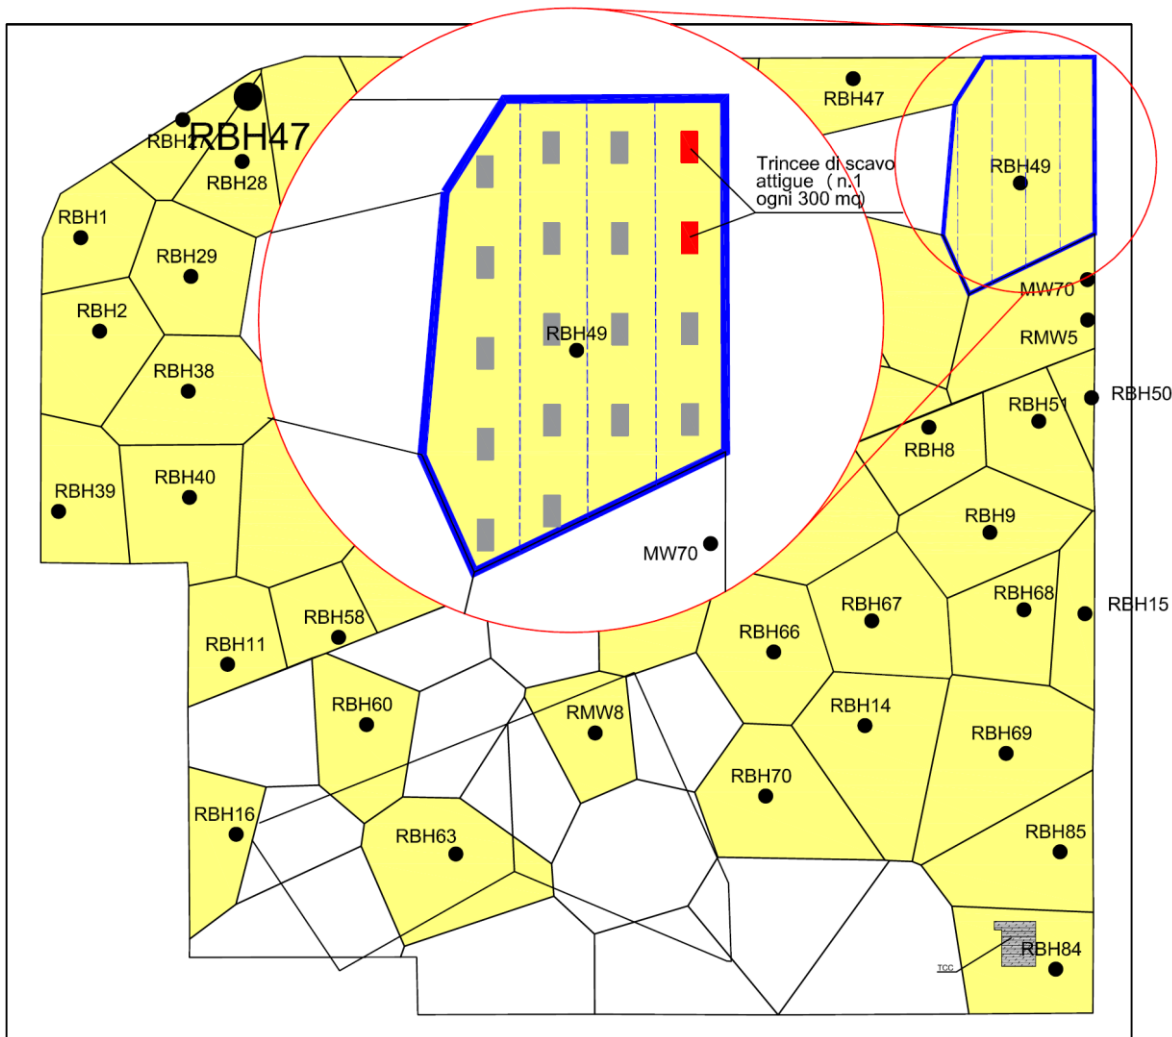 RBH47
RBH27
RBH47
RBH28
Trincee di scavo
attigue ( n.1
ogni 300 mq)
RBH49
RBH1
RBH29
MW70
RBH2
RMW5
RBH49
RBH38
RBH50
RBH51
RBH8
RBH39
RBH40
RBH9
MW70
RBH68
RBH15
RBH67
RBH58
RBH66
RBH11
RBH60
RMW8
RBH14
RBH69
RBH70
RBH16
RBH63
RBH85
RBH84
TCC